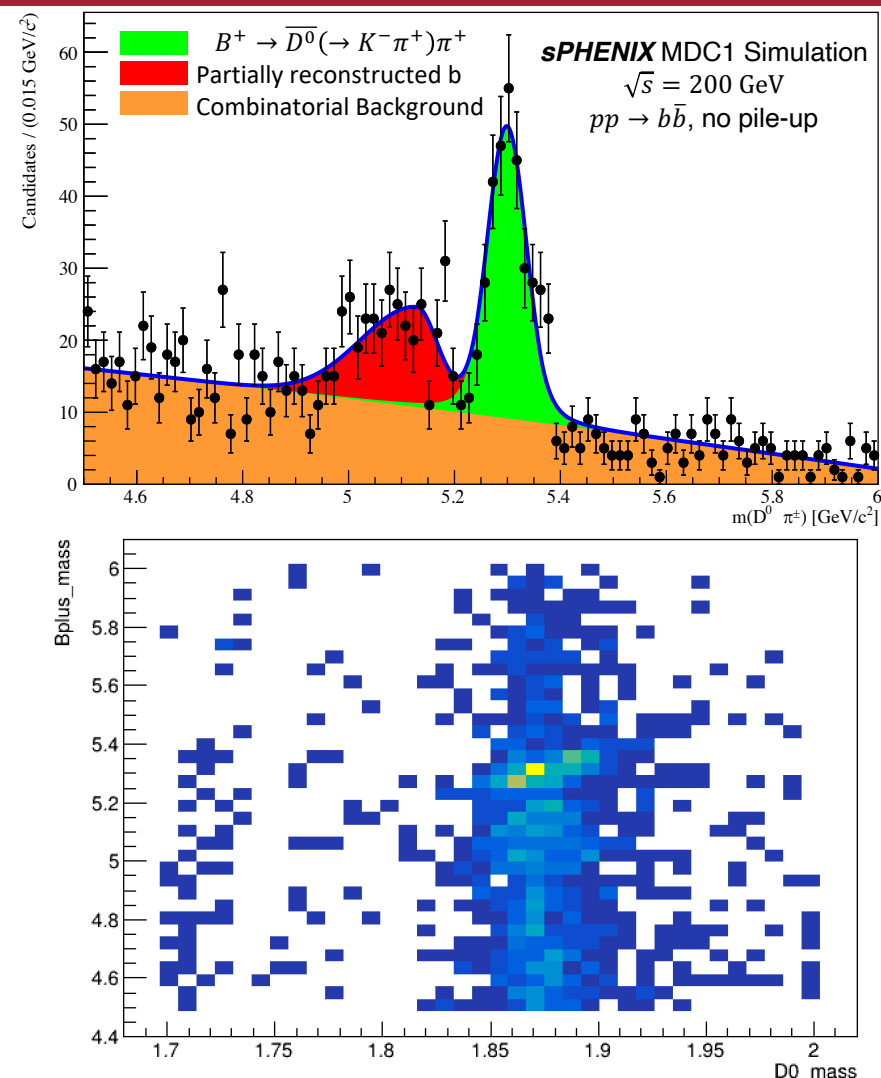 Candidates / (0.015 GeV/c²)
60
50
40
30
20
10
0
B⁺ → D̅⁰(→ K⁻π⁺)π⁺
Partially reconstructed b
Combinatorial Background
sPHENIX MDC1 Simulation
√s = 200 GeV
pp → bb̅, no pile-up
4.6 4.8 5 5.2 5.4 5.6 5.8 6
m(D⁰ π±) [GeV/c²]
Bplus_mass
6
5.8
5.6
5.4
5.2
5
4.8
4.6
4.4
1.7 1.75 1.8 1.85 1.9 1.95 2
D0_mass